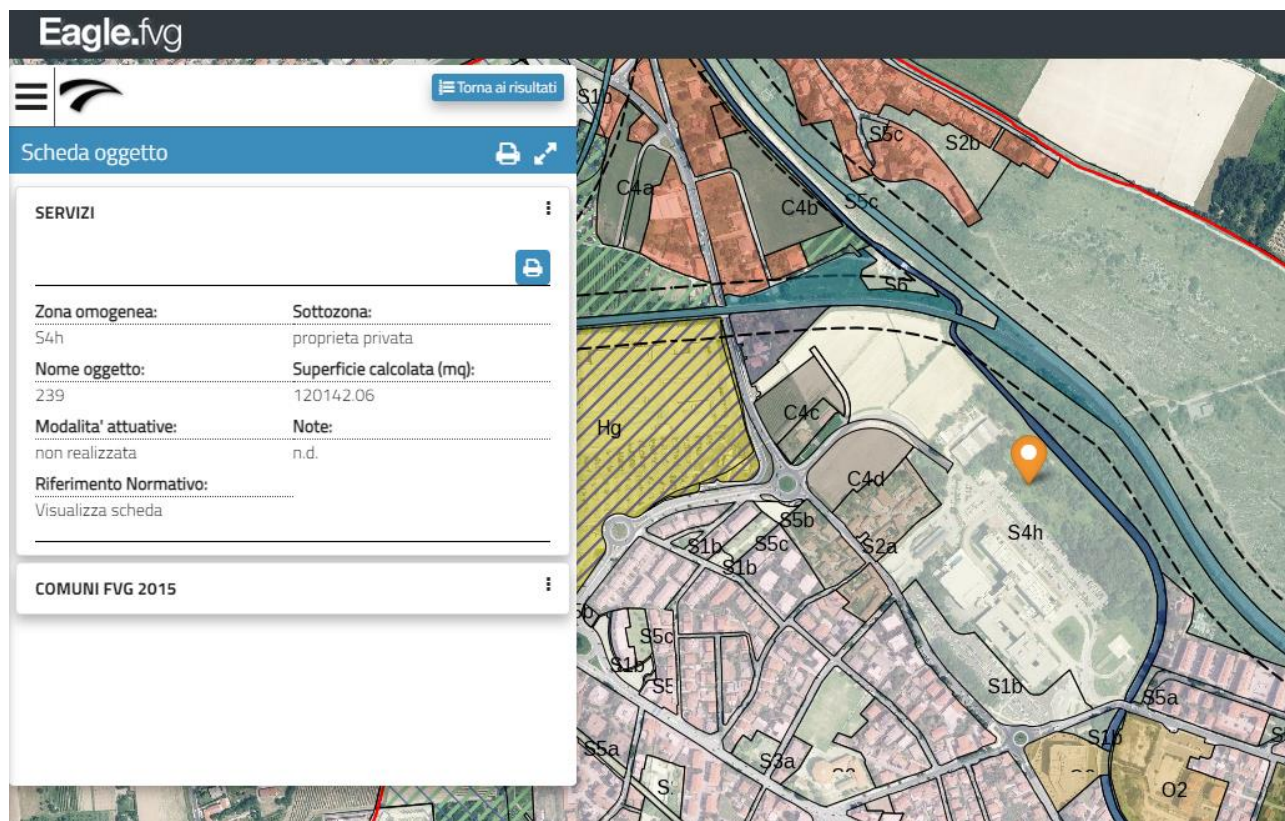 Eagle.fvg
Torna ai risultati
Scheda oggetto
SERVIZI
Zona omogenea: Sottozona:
S4h proprieta privata
Nome oggetto: Superficie calcolata (mq):
239 120142.06
Modalita' attuative: Note:
non realizzata n.d.
Riferimento Normativo:
Visualizza scheda
COMUNI FVG 2015
S1b
S5c S2b
C4a
C4b S5c
S6
C4c
Hg
C4d
S5b
S4h
S1b S5c S2a
S1b
S5c
S1b
S5
S1b
S5a
S1b
S5a
S3a
S
O2